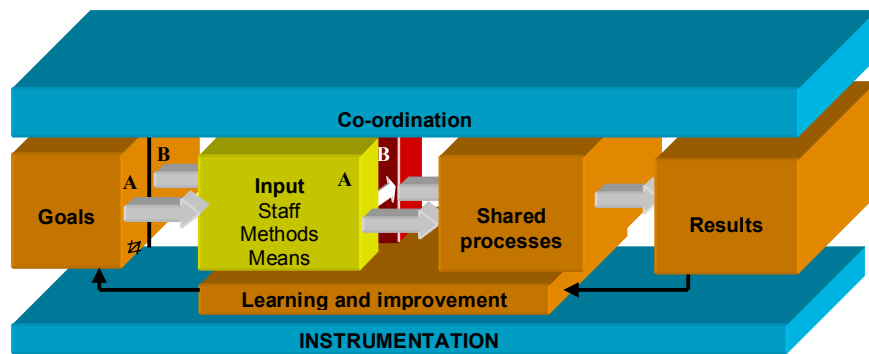 Co-ordination
B
A
Goals
Input
Staff
Methods
Means
A
B
Shared
processes
Results
Learning and improvement
INSTRUMENTATION